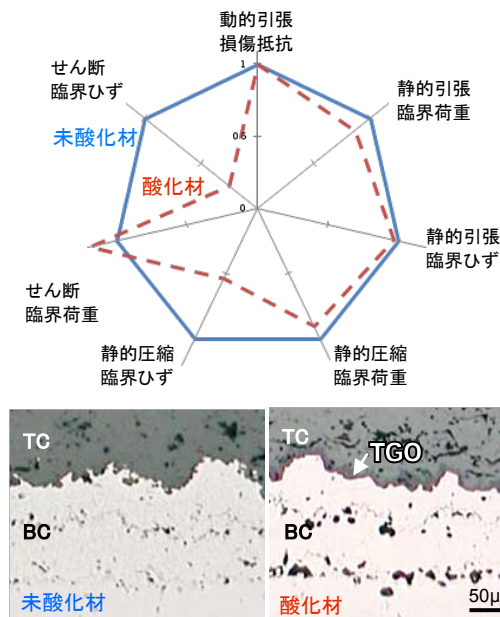 動的引張
損傷抵抗
せん断
臨界ひず
静的引張
臨界荷重
1
未酸化材
0.5
酸化材
0
静的引張
臨界ひず
せん断
臨界荷重
静的圧縮
臨界ひず
静的圧縮
臨界荷重
TC
BC
未酸化材
TC
TGO
BC
酸化材
50μ